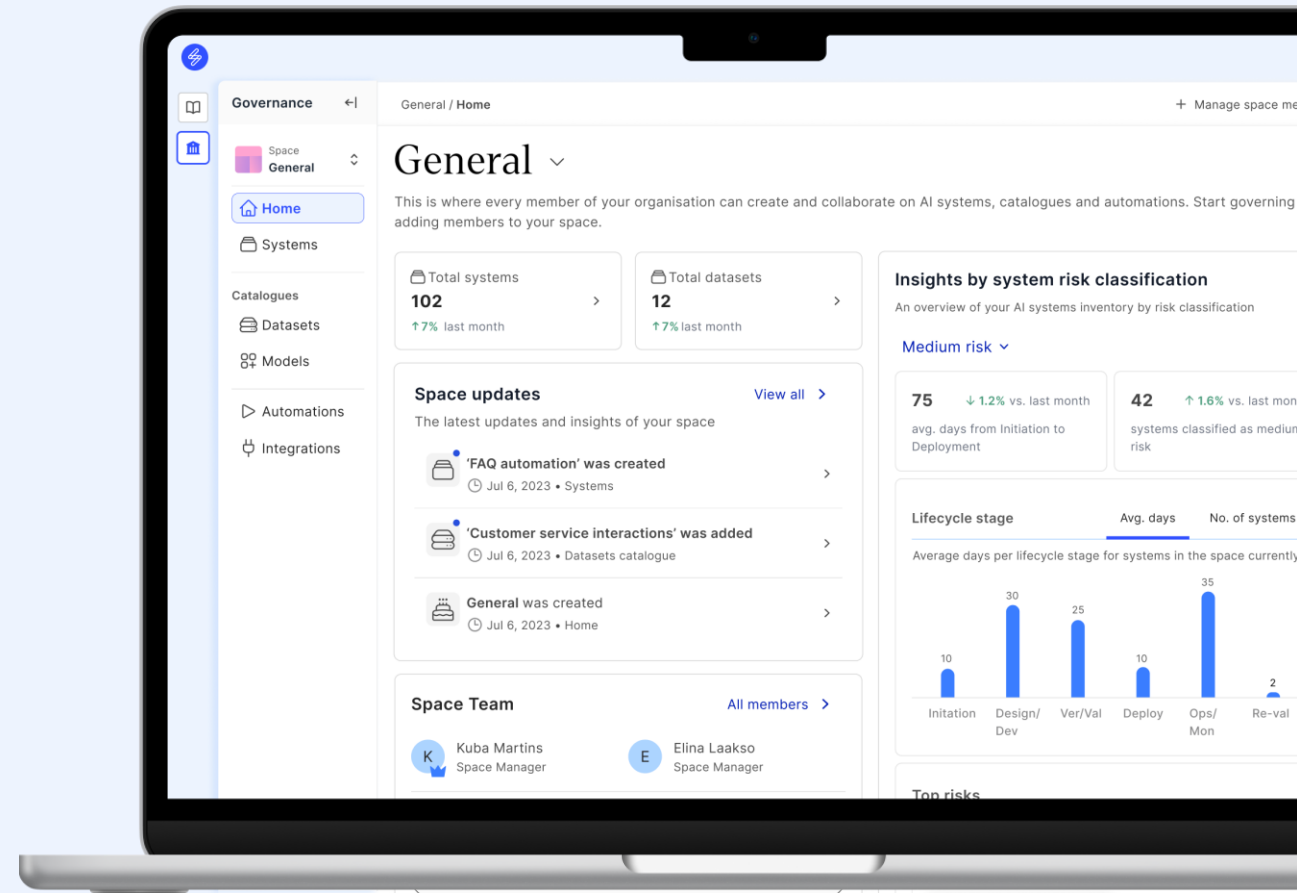 Governance
General / Home
+ Manage space
Space
General
General
Home
This is where every member of your organisation can create and collaborate on AI systems, catalogues and automations. Start governing
adding members to your space.
Systems
Catalogues
Datasets
Models
Automations
Integrations
Total systems
102
↑7% last month
Total datasets
12
↑7% last month
Space updates
View all
The latest updates and insights of your space
‘FAQ automation’ was created
Jul 6, 2023 • Systems
‘Customer service interactions’ was added
Jul 6, 2023 • Datasets catalogue
General was created
Jul 6, 2023 • Home
Space Team
All members
K
Kuba Martins
Space Manager
E
Elina Laakso
Space Manager
Insights by system risk classification
An overview of your AI systems inventory by risk classification
Medium risk
75
↓ 1.2% vs. last month
avg. days from Initiation to
Deployment
42
↑ 1.6% vs. last
systems classified as
risk
Lifecycle stage
Avg. days
No. of systems
Average days per lifecycle stage for systems in the space currently
10
30
25
10
35
2
Initation
Design/
Dev
Ver/Val
Deploy
Ops/
Mon
Re-val
Top risks